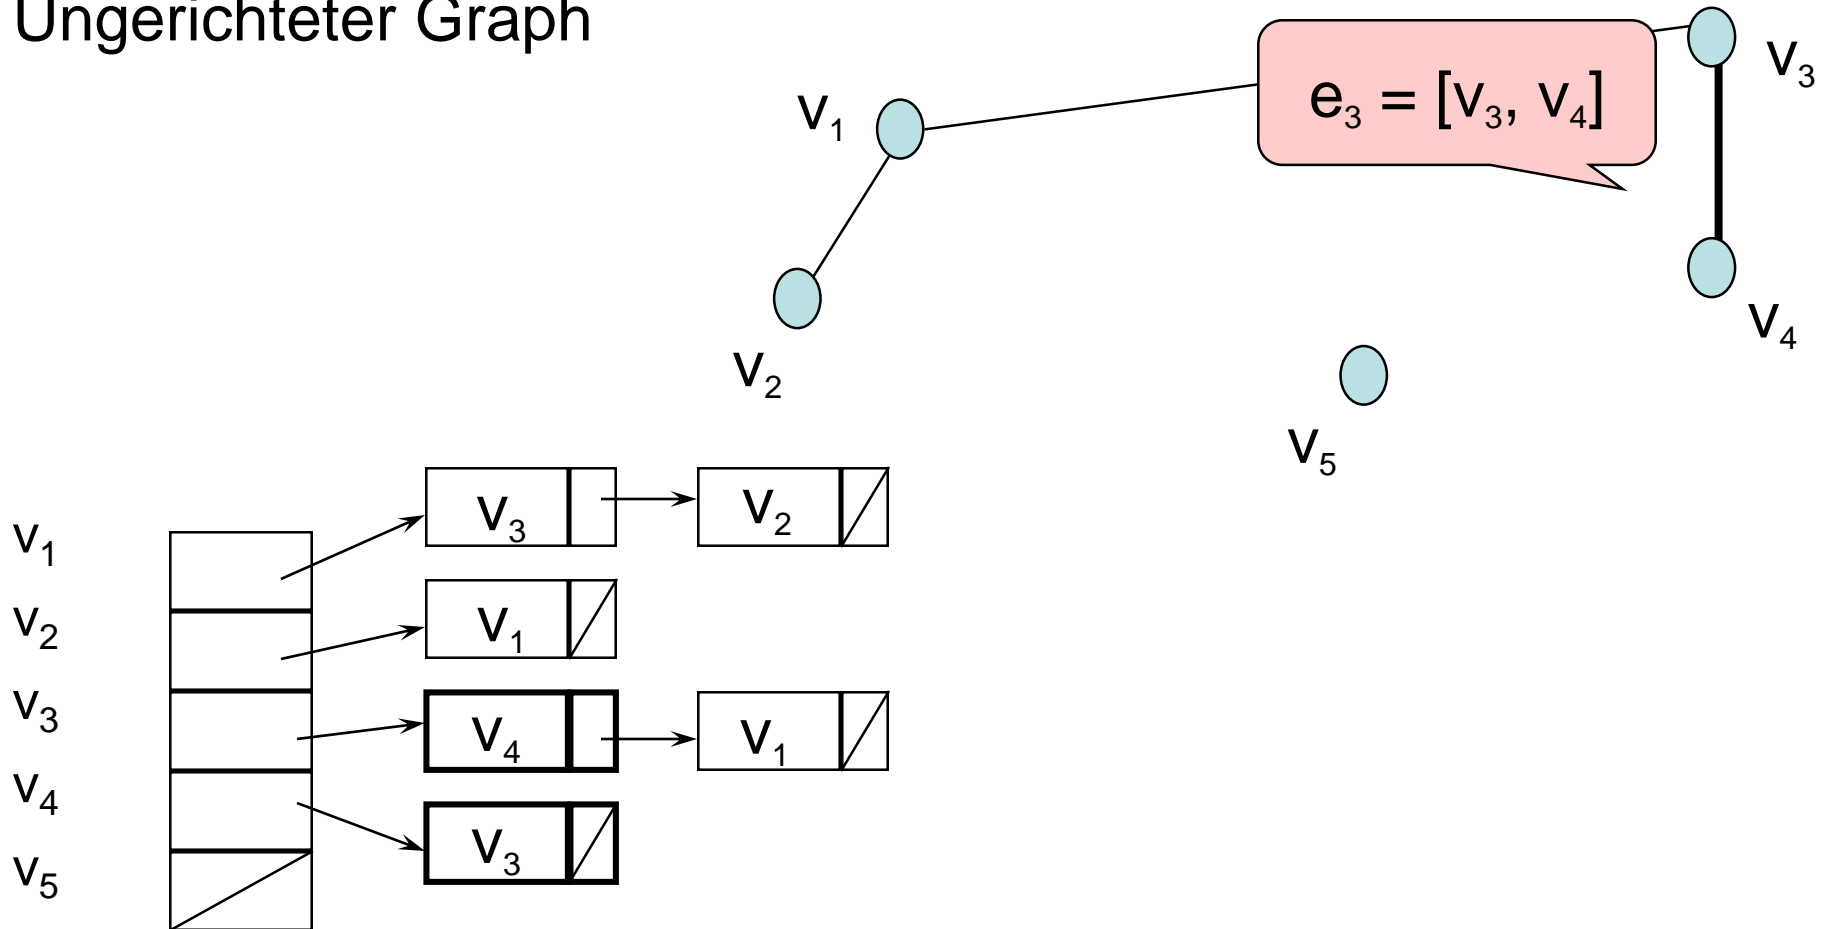 Ungerichteter Graph
e₃ = [v₃, v₄]
v₃
v₁
v₄
v₂
v₅
v₁
v₃
v₂
v₂
v₁
v₃
v₄
v₁
v₄
v₃
v₅